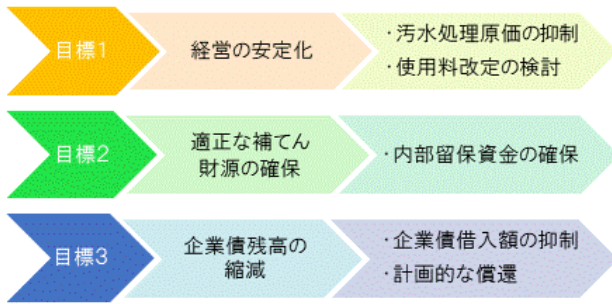 目標1
経営の安定化
・汚水処理原価の抑制
・使用料改定の検討
目標2
適正な補てん
財源の確保
・内部留保資金の確保
目標3
企業債残高の
縮減
・企業債借入額の抑制
・計画的な償還